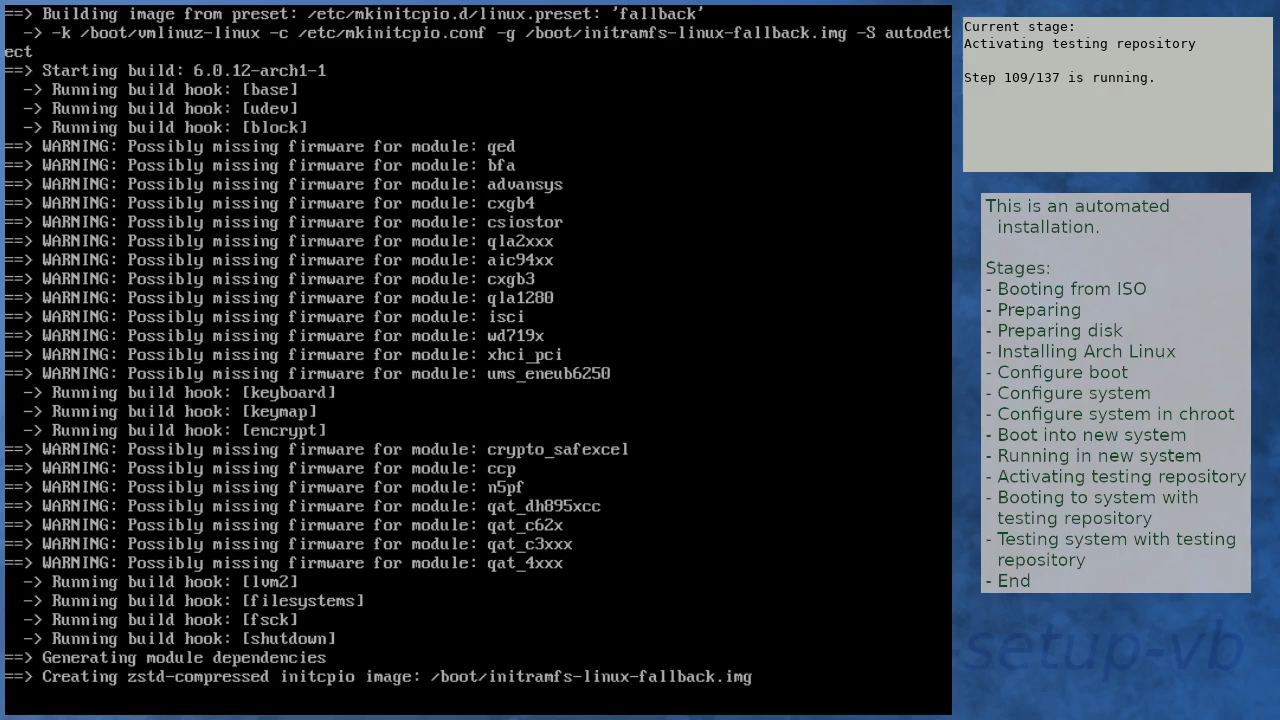 ==> Building image from preset: /etc/mkinitcpio.d/linux.preset: 'fallback'
  -> -k /boot/vmlinuz-linux -c /etc/mkinitcpio.conf -g /boot/initramfs-linux-fallback.img -S autodet
ect
==> Starting build: 6.0.12-arch1-1
  -> Running build hook: [base]
  -> Running build hook: [udev]
  -> Running build hook: [block]
==> WARNING: Possibly missing firmware for module: qed
==> WARNING: Possibly missing firmware for module: bfa
==> WARNING: Possibly missing firmware for module: advansys
==> WARNING: Possibly missing firmware for module: cxgb4
==> WARNING: Possibly missing firmware for module: csiostor
==> WARNING: Possibly missing firmware for module: qla2xxx
==> WARNING: Possibly missing firmware for module: aic94xx
==> WARNING: Possibly missing firmware for module: cxgb3
==> WARNING: Possibly missing firmware for module: qla1280
==> WARNING: Possibly missing firmware for module: isci
==> WARNING: Possibly missing firmware for module: wd719x
==> WARNING: Possibly missing firmware for module: xhci_pci
==> WARNING: Possibly missing firmware for module: ums_eneub6250
  -> Running build hook: [keyboard]
  -> Running build hook: [keymap]
  -> Running build hook: [encrypt]
==> WARNING: Possibly missing firmware for module: crypto_safexcel
==> WARNING: Possibly missing firmware for module: ccp
==> WARNING: Possibly missing firmware for module: n5pf
==> WARNING: Possibly missing firmware for module: qat_dh895xcc
==> WARNING: Possibly missing firmware for module: qat_c62x
==> WARNING: Possibly missing firmware for module: qat_c3xxx
==> WARNING: Possibly missing firmware for module: qat_4xxx
  -> Running build hook: [lvm2]
  -> Running build hook: [filesystems]
  -> Running build hook: [fsck]
  -> Running build hook: [shutdown]
==> Generating module dependencies
==> Creating zstd-compressed initcpio image: /boot/initramfs-linux-fallback.img
Current stage:
Activating testing repository
Step 109/137 is running.
This is an automated
installation.
Stages:
- Booting from ISO
- Preparing
- Preparing disk
- Installing Arch Linux
- Configure boot
- Configure system
- Configure system in chroot
- Boot into new system
- Running in new system
- Activating testing repository
- Booting to system with
testing repository
- Testing system with testing
repository
- End
-setup-vb